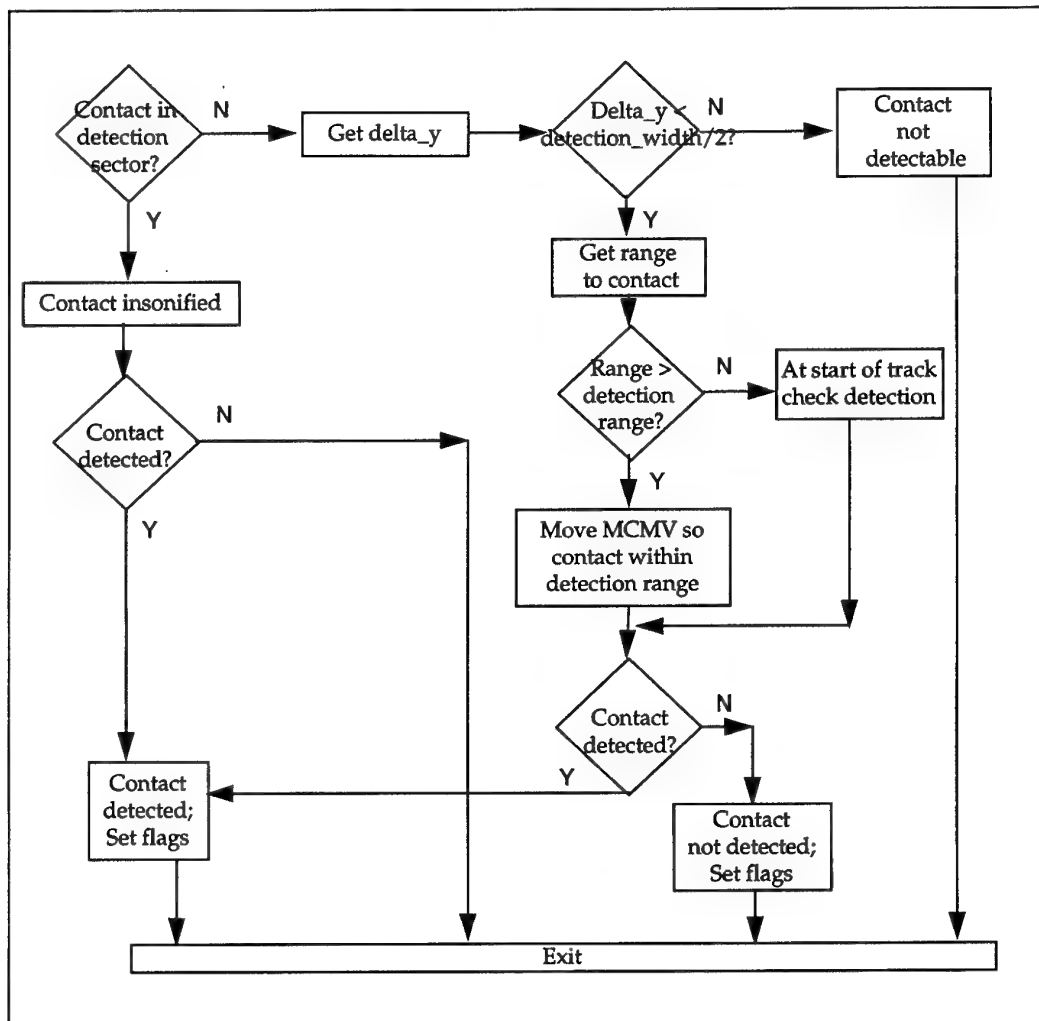 Contact in
detection
sector?
N
Get delta_y
Delta_y <
detection_width/2?
N
Contact
not
detectable
Y
Y
Get range
to contact
Contact insonified
Range >
detection
range?
N
At start of track
check detection
Contact
detected?
N
Y
Y
Move MCMV so
contact within
detection range
Contact
detected?
N
Y
Contact
detected;
Set flags
Contact
not detected;
Set flags
Exit